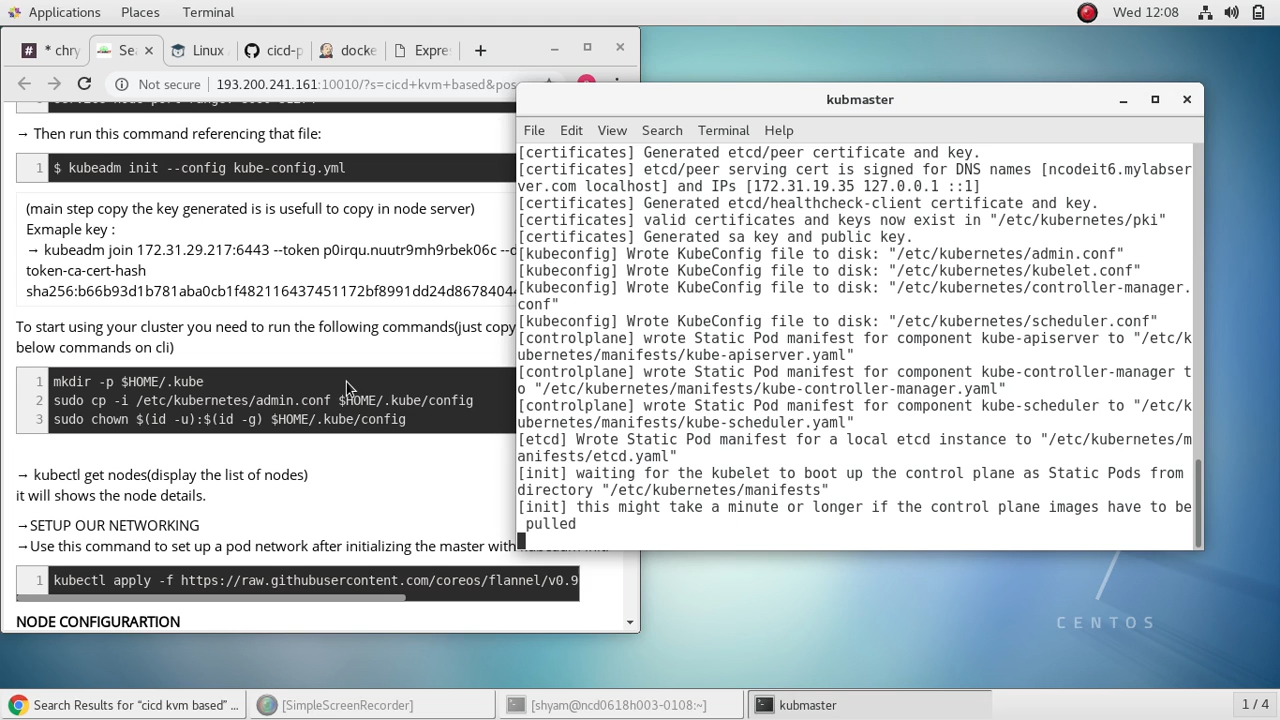 Applications Places Terminal Wed 12:08
# * chry Sea Linux cicd-p docke Expre
Not secure 193.200.241.161:10010/?s=cicd+kvm+based&pos
→ Then run this command referencing that file:
1 $ kubeadm init --config kube-config.yml
(main step copy the key generated is is usefull to copy in node server)
Exmaple key :
→ kubeadm join 172.31.29.217:6443 --token p0irqu.nuutr9mh9rbek06c --d
token-ca-cert-hash
sha256:b66b93d1b781aba0cb1f482116437451172bf8991dd24d86784044
To start using your cluster you need to run the following commands(just copy
below commands on cli)
1 mkdir -p $HOME/.kube
2 sudo cp -i /etc/kubernetes/admin.conf $HOME/.kube/config
3 sudo chown $(id -u):$(id -g) $HOME/.kube/config
→ kubectl get nodes(display the list of nodes)
it will shows the node details.
→SETUP OUR NETWORKING
→Use this command to set up a pod network after initializing the master with kubeadm init
1 kubectl apply -f https://raw.githubusercontent.com/coreos/flannel/v0.9
NODE CONFIGURARTION
kubmaster
File Edit View Search Terminal Help
[certificates] Generated etcd/peer certificate and key.
[certificates] etcd/peer serving cert is signed for DNS names [ncodeit6.mylabser
ver.com localhost] and IPs [172.31.19.35 127.0.0.1 ::1]
[certificates] Generated etcd/healthcheck-client certificate and key.
[certificates] valid certificates and keys now exist in "/etc/kubernetes/pki"
[certificates] Generated sa key and public key.
[kubeconfig] Wrote KubeConfig file to disk: "/etc/kubernetes/admin.conf"
[kubeconfig] Wrote KubeConfig file to disk: "/etc/kubernetes/kubelet.conf"
[kubeconfig] Wrote KubeConfig file to disk: "/etc/kubernetes/controller-manager.
conf"
[kubeconfig] Wrote KubeConfig file to disk: "/etc/kubernetes/scheduler.conf"
[controlplane] wrote Static Pod manifest for component kube-apiserver to "/etc/k
ubernetes/manifests/kube-apiserver.yaml"
[controlplane] wrote Static Pod manifest for component kube-controller-manager t
o "/etc/kubernetes/manifests/kube-controller-manager.yaml"
[controlplane] wrote Static Pod manifest for component kube-scheduler to "/etc/k
ubernetes/manifests/kube-scheduler.yaml"
[etcd] Wrote Static Pod manifest for a local etcd instance to "/etc/kubernetes/m
anifests/etcd.yaml"
[init] waiting for the kubelet to boot up the control plane as Static Pods from
directory "/etc/kubernetes/manifests"
[init] this might take a minute or longer if the control plane images have to be
pulled
7
CENTOS
Search Results for “cicd kvm based” ... [SimpleScreenRecorder] [shyam@ncd0618h003-0108:~] kubmaster 1 / 4